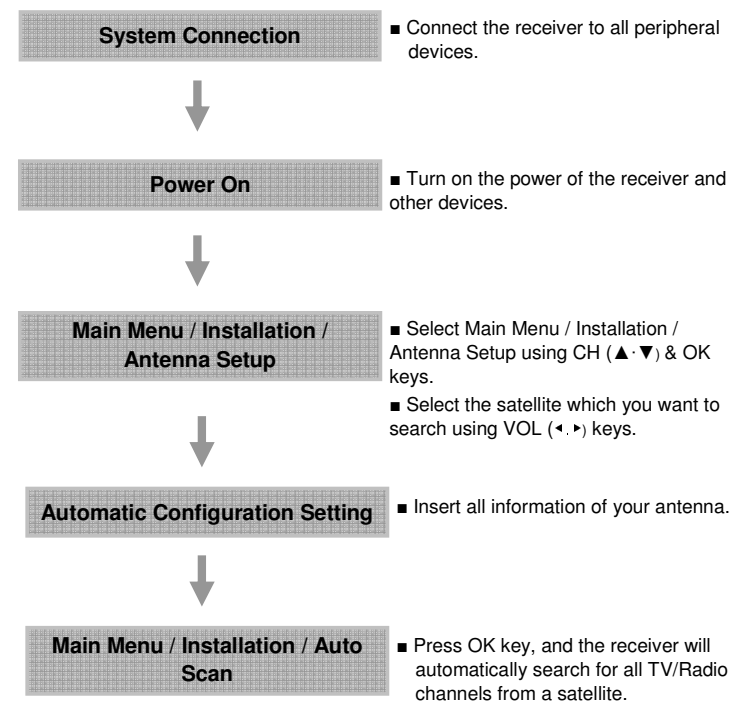 System Connection
■ Connect the receiver to all peripheral
devices.
Power On
■ Turn on the power of the receiver and
other devices.
Main Menu / Installation /
Antenna Setup
■ Select Main Menu / Installation /
Antenna Setup using CH (▲·▼) & OK
keys.
■ Select the satellite which you want to
search using VOL (◂.▸) keys.
Automatic Configuration Setting
■ Insert all information of your antenna.
Main Menu / Installation / Auto
Scan
■ Press OK key, and the receiver will
automatically search for all TV/Radio
channels from a satellite.